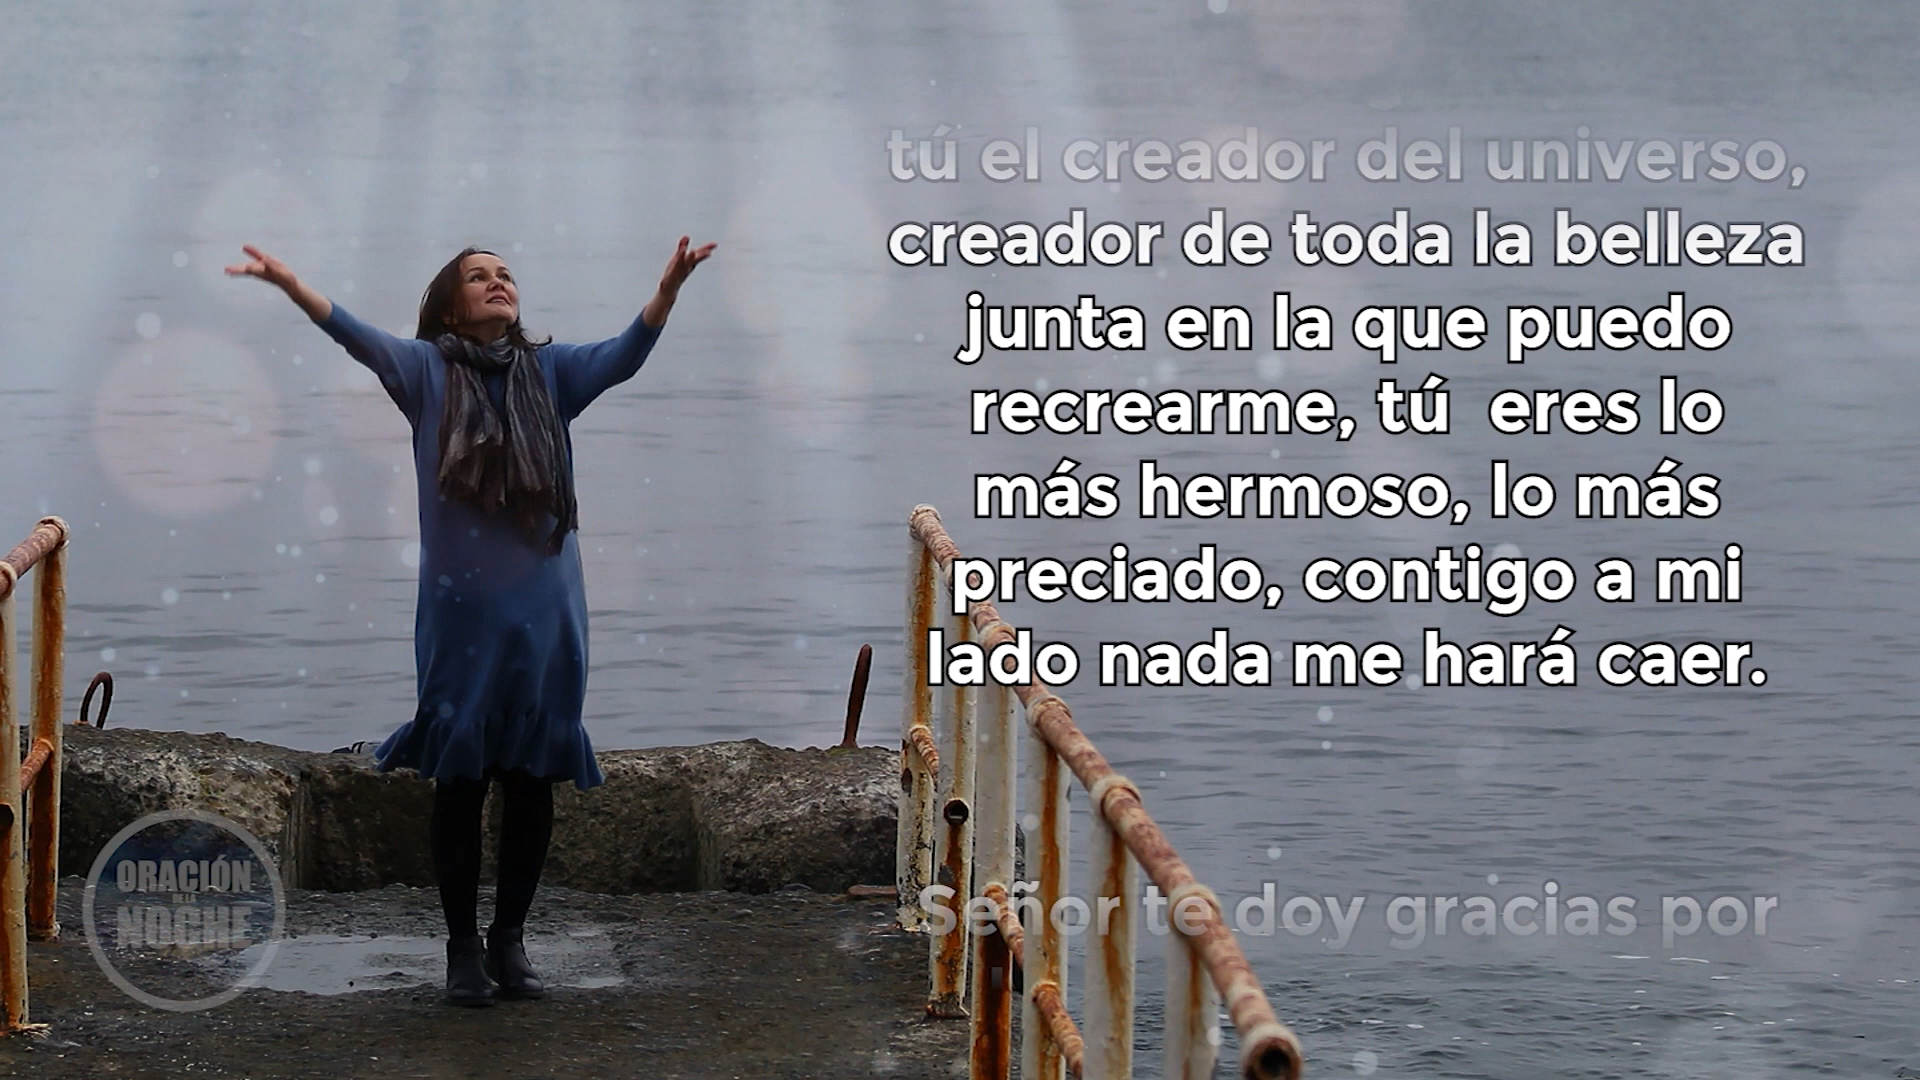 tú el creador del universo,
creador de toda la belleza
junta en la que puedo
recrearme, tú  eres lo
más hermoso, lo más
preciado, contigo a mi
lado nada me hará caer.
Señor te doy gracias por
ORACIÓN
DE LA
NOCHE